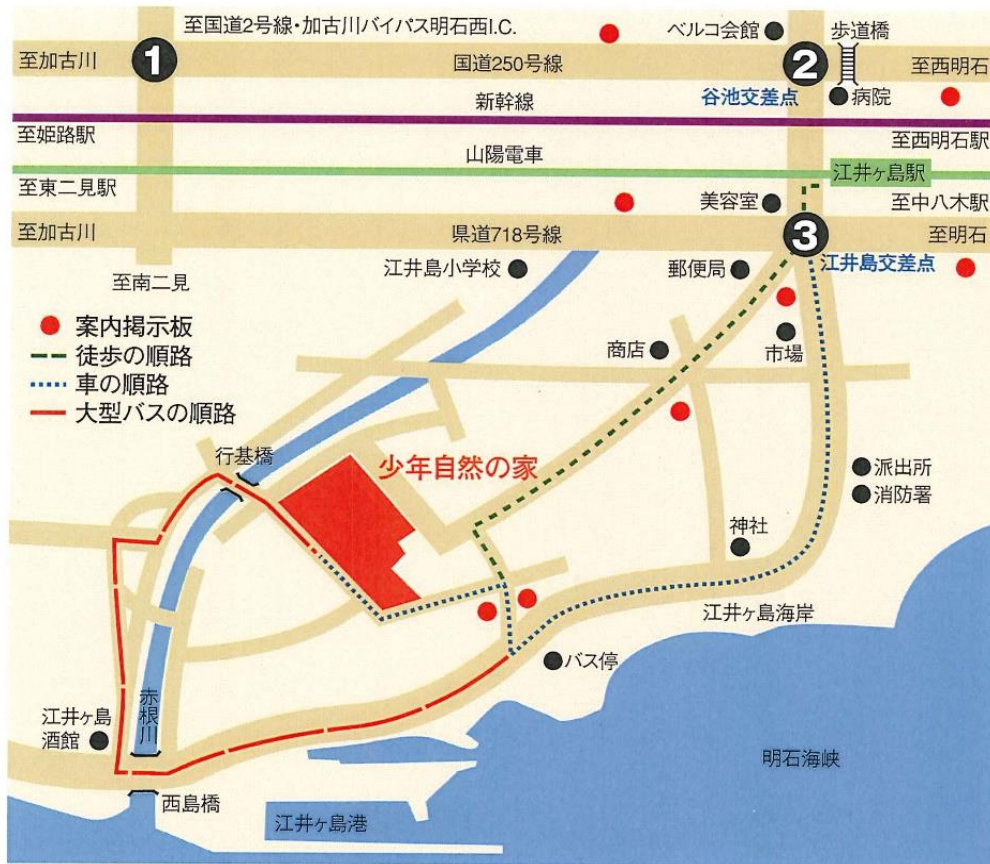 至国道2号線・加古川バイパス明石西I.C.
ベルコ会館
歩道橋
至加古川
1
国道250号線
2
至西明石
谷池交差点
病院
新幹線
至姫路駅
至西明石駅
山陽電車
江井ヶ島駅
至東二見駅
美容室
至中八木駅
至加古川
県道718号線
3
至明石
江井島小学校
郵便局
江井島交差点
至南二見
案内掲示板
徒歩の順路
車の順路
大型バスの順路
商店
市場
行基橋
少年自然の家
派出所
消防署
神社
江井ヶ島海岸
バス停
赤根川
江井ヶ島
酒館
明石海峡
西島橋
江井ヶ島港